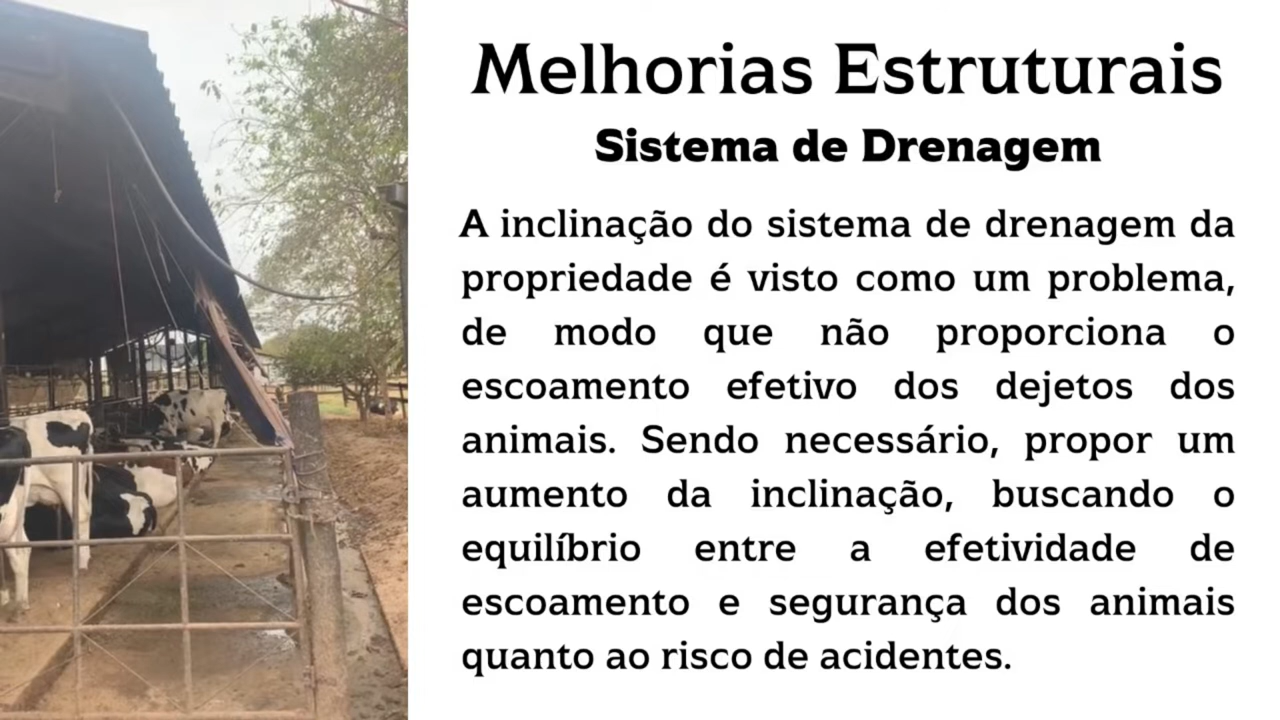 Melhorias Estruturais
Sistema de Drenagem
A inclinação do sistema de drenagem da
propriedade é visto como um problema,
de modo que não proporciona o
escoamento efetivo dos dejetos dos
animais. Sendo necessário, propor um
aumento da inclinação, buscando o
equilíbrio entre a efetividade de
escoamento e segurança dos animais
quanto ao risco de acidentes.